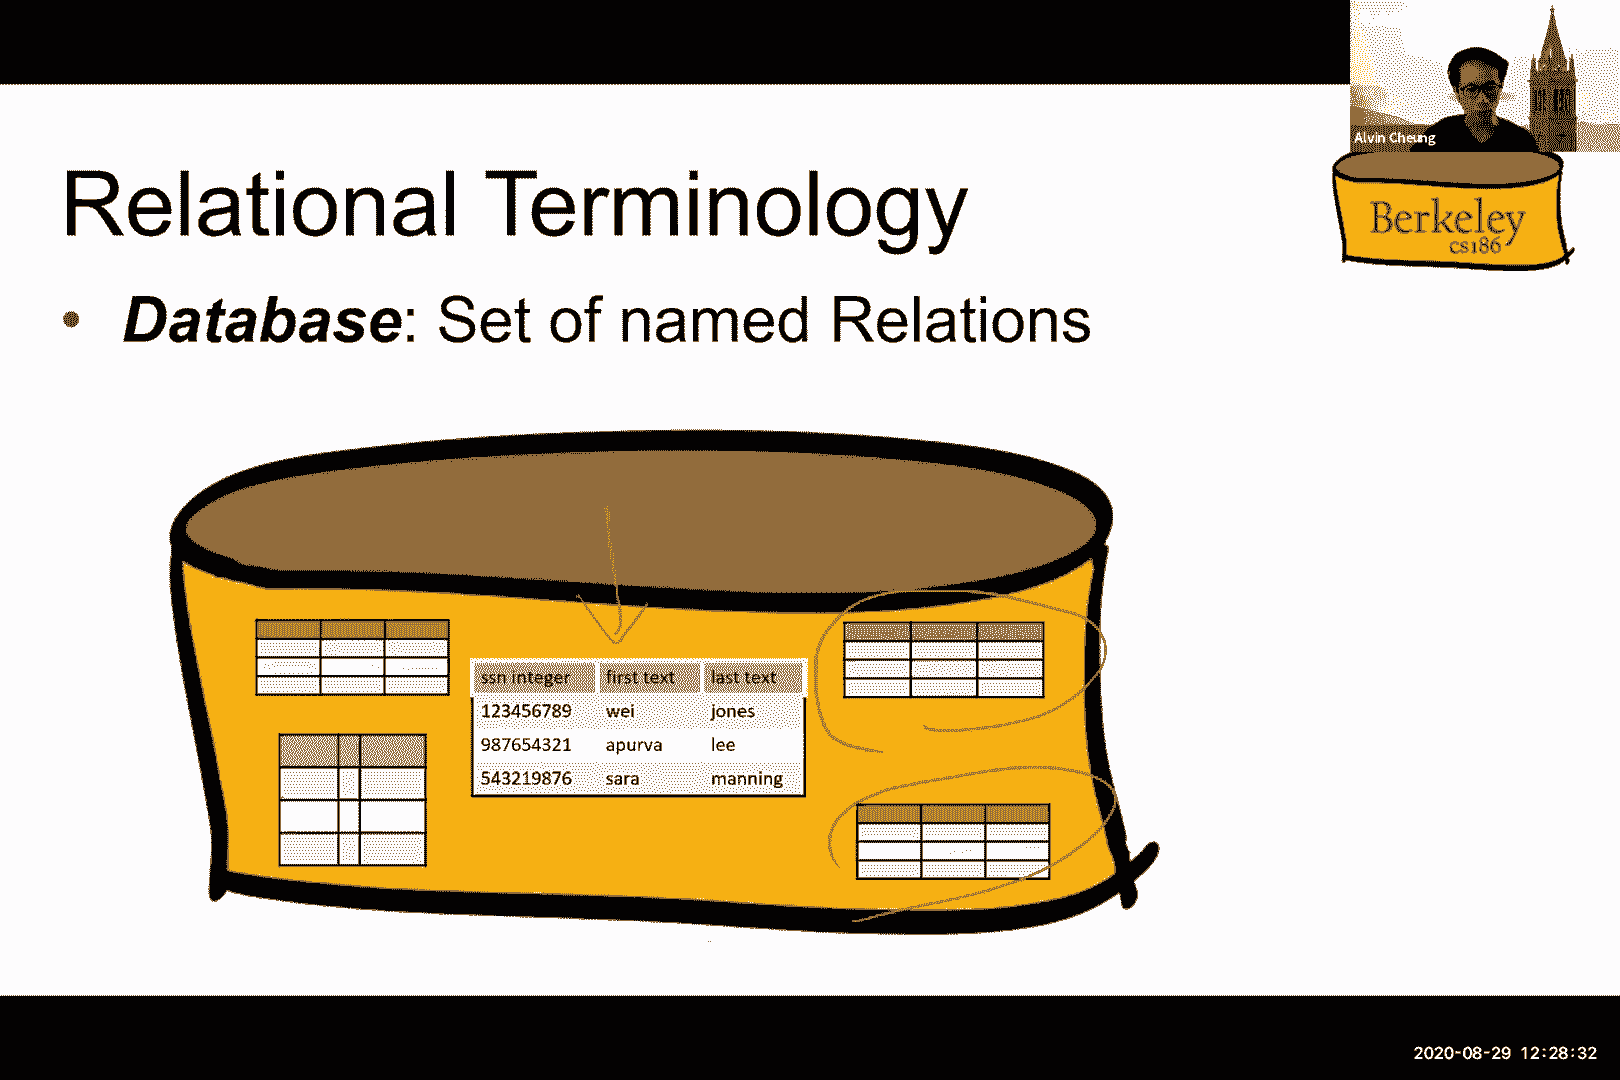 Alvin Cheung
Berkeley
cs186
Relational Terminology
• Database: Set of named Relations
ssn integer first text last text
123456789 wei jones
987654321 apurva lee
543219876 sara manning
2020-08-29 12:28:32